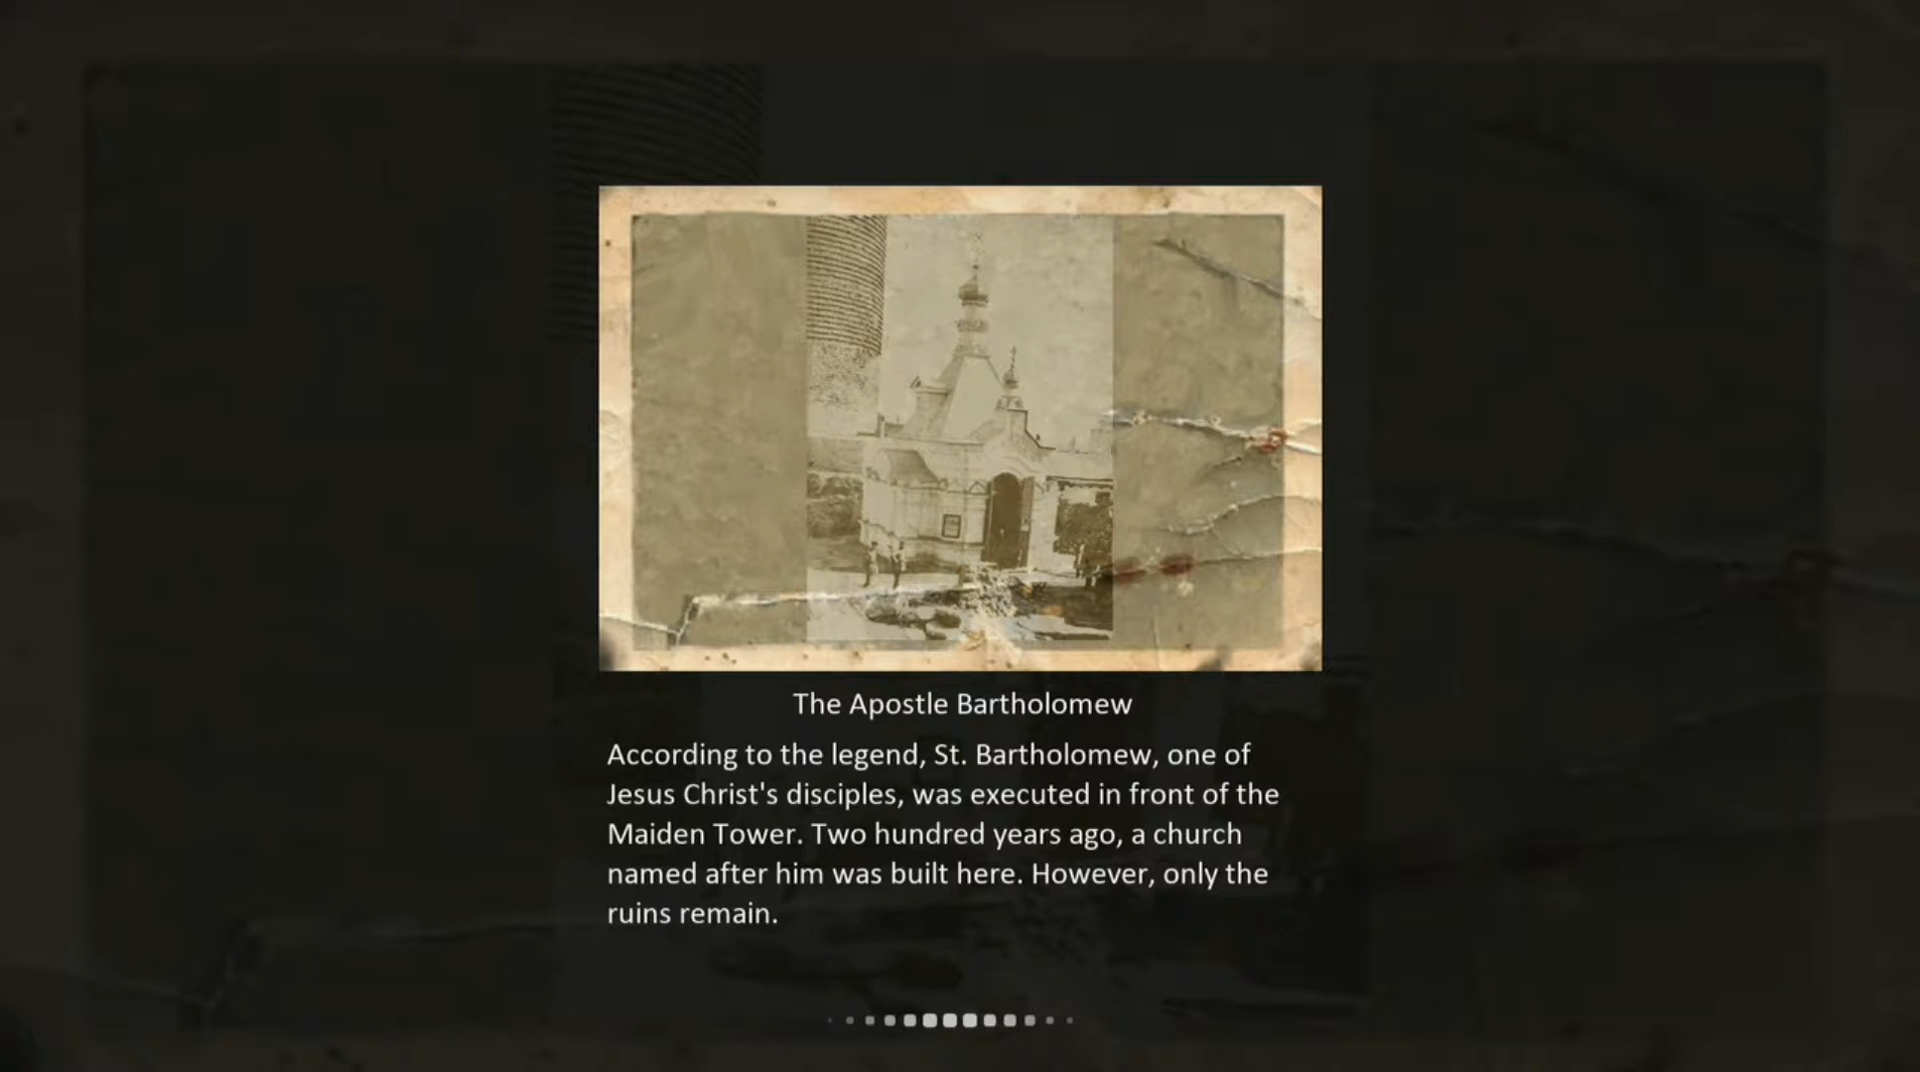 The Apostle Bartholomew
According to the legend, St. Bartholomew, one of
Jesus Christ's disciples, was executed in front of the
Maiden Tower. Two hundred years ago, a church
named after him was built here. However, only the
ruins remain.